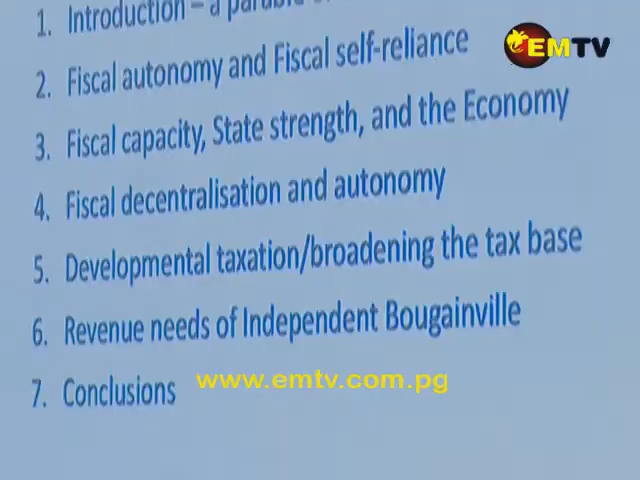 1. Introduction – a parable
EMTV
2. Fiscal autonomy and Fiscal self-reliance
3. Fiscal capacity, State strength, and the Economy
4. Fiscal decentralisation and autonomy
5. Developmental taxation/broadening the tax base
6. Revenue needs of Independent Bougainville
7. Conclusions
www.emtv.com.pg